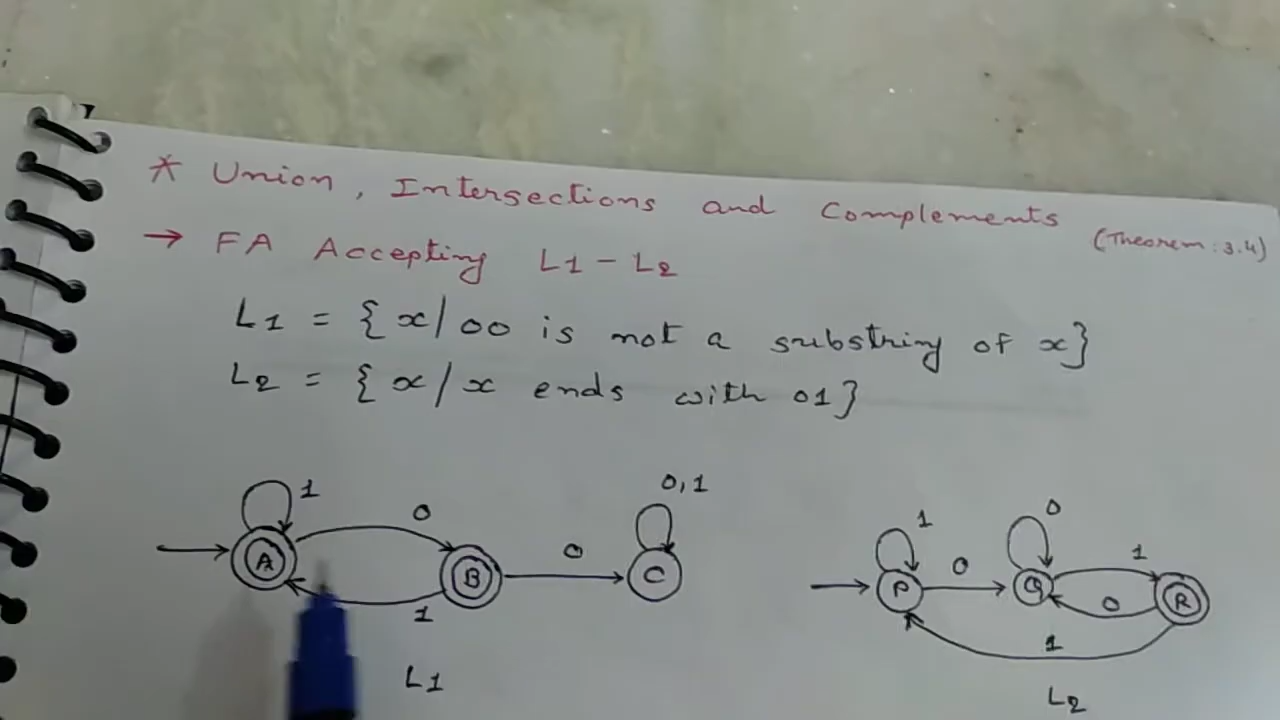 * Union, Intersections and Complements (Theorem: 3.4)
→ FA Accepting L1 - L2
L1 = {x/00 is not a substring of x}
L2 = {x/x ends with 01}
1 0 0,1
A B 0 C
1
L1
1 0 0 1
P Q 0 R
1
L2